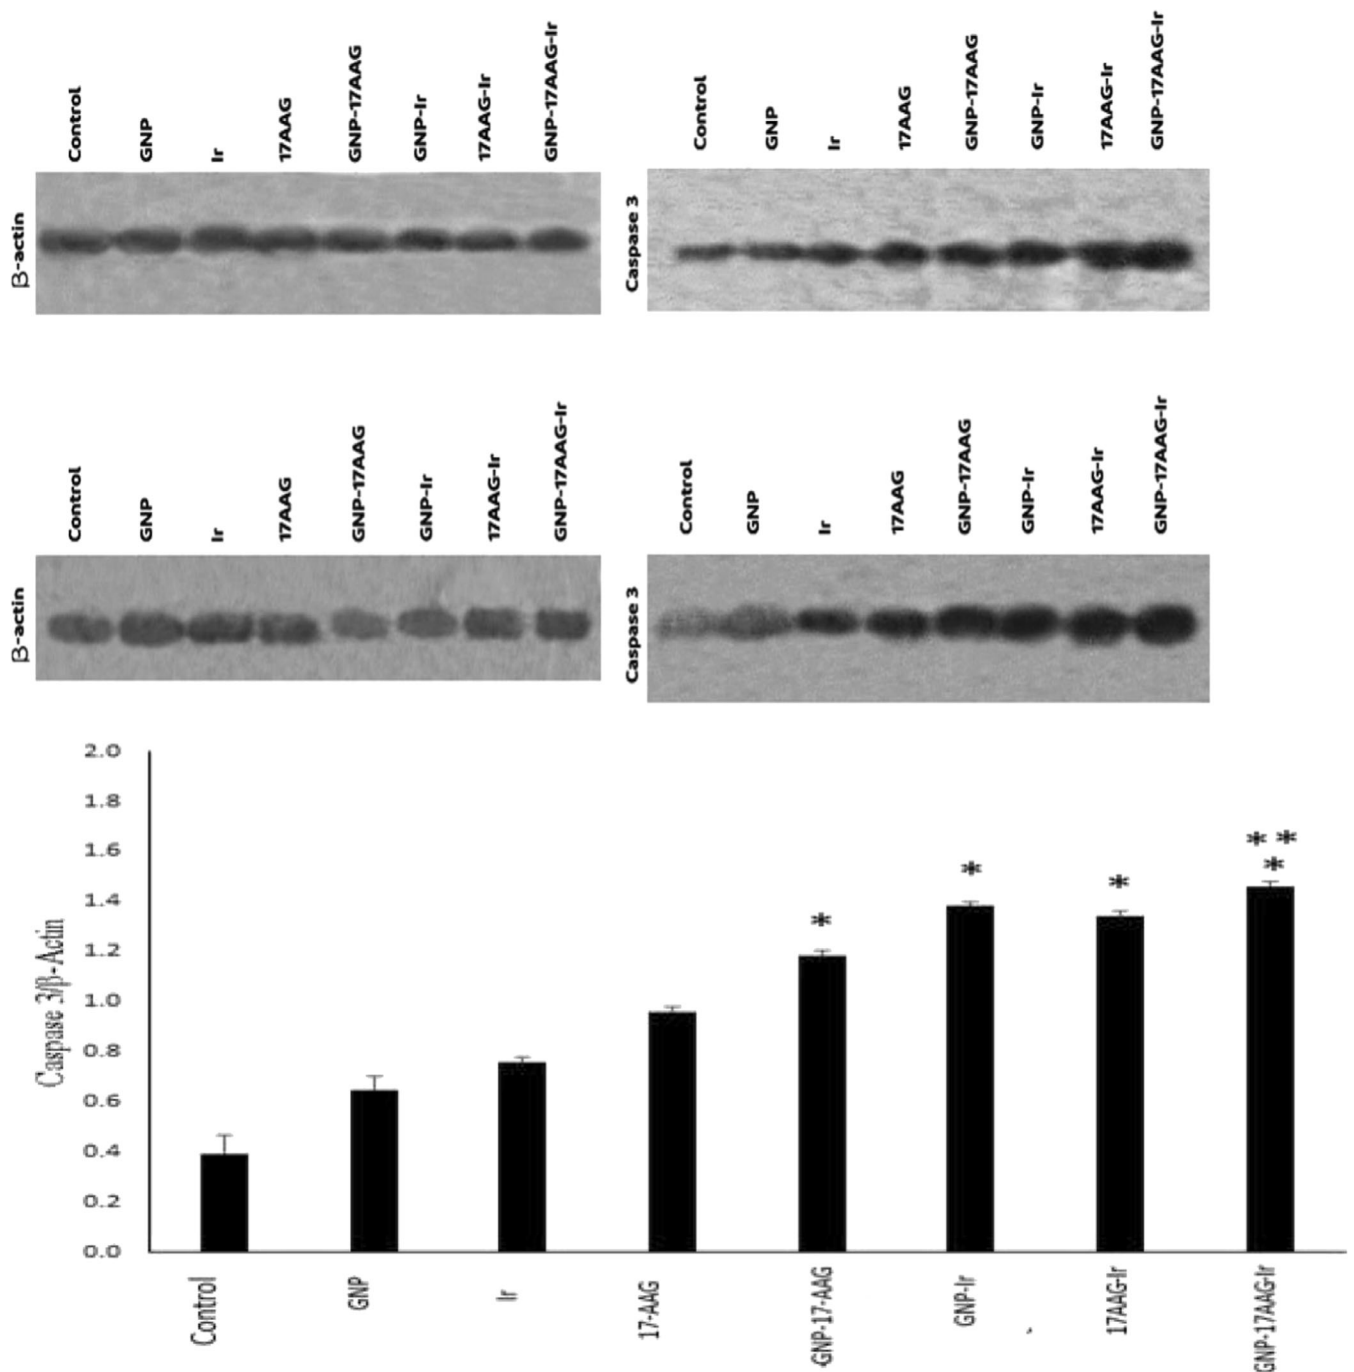 Control GNP Ir 17AAG GNP-17AAG GNP-Ir 17AAG-Ir GNP-17AAG-Ir
β-actin
Control GNP Ir 17AAG GNP-17AAG GNP-Ir 17AAG-Ir GNP-17AAG-Ir
Caspase 3
Control GNP Ir 17AAG GNP-17AAG GNP-Ir 17AAG-Ir GNP-17AAG-Ir
β-actin
Control GNP Ir 17AAG GNP-17AAG GNP-Ir 17AAG-Ir GNP-17AAG-Ir
Caspase 3
Caspase 3/β-Actin
2.0
1.8
1.6
1.4
1.2
1.0
0.8
0.6
0.4
0.2
0.0
* *
*
*
*
*
Control GNP Ir 17-AAG GNP-17-AAG GNP-Ir 17AAG-Ir GNP-17AAG-Ir